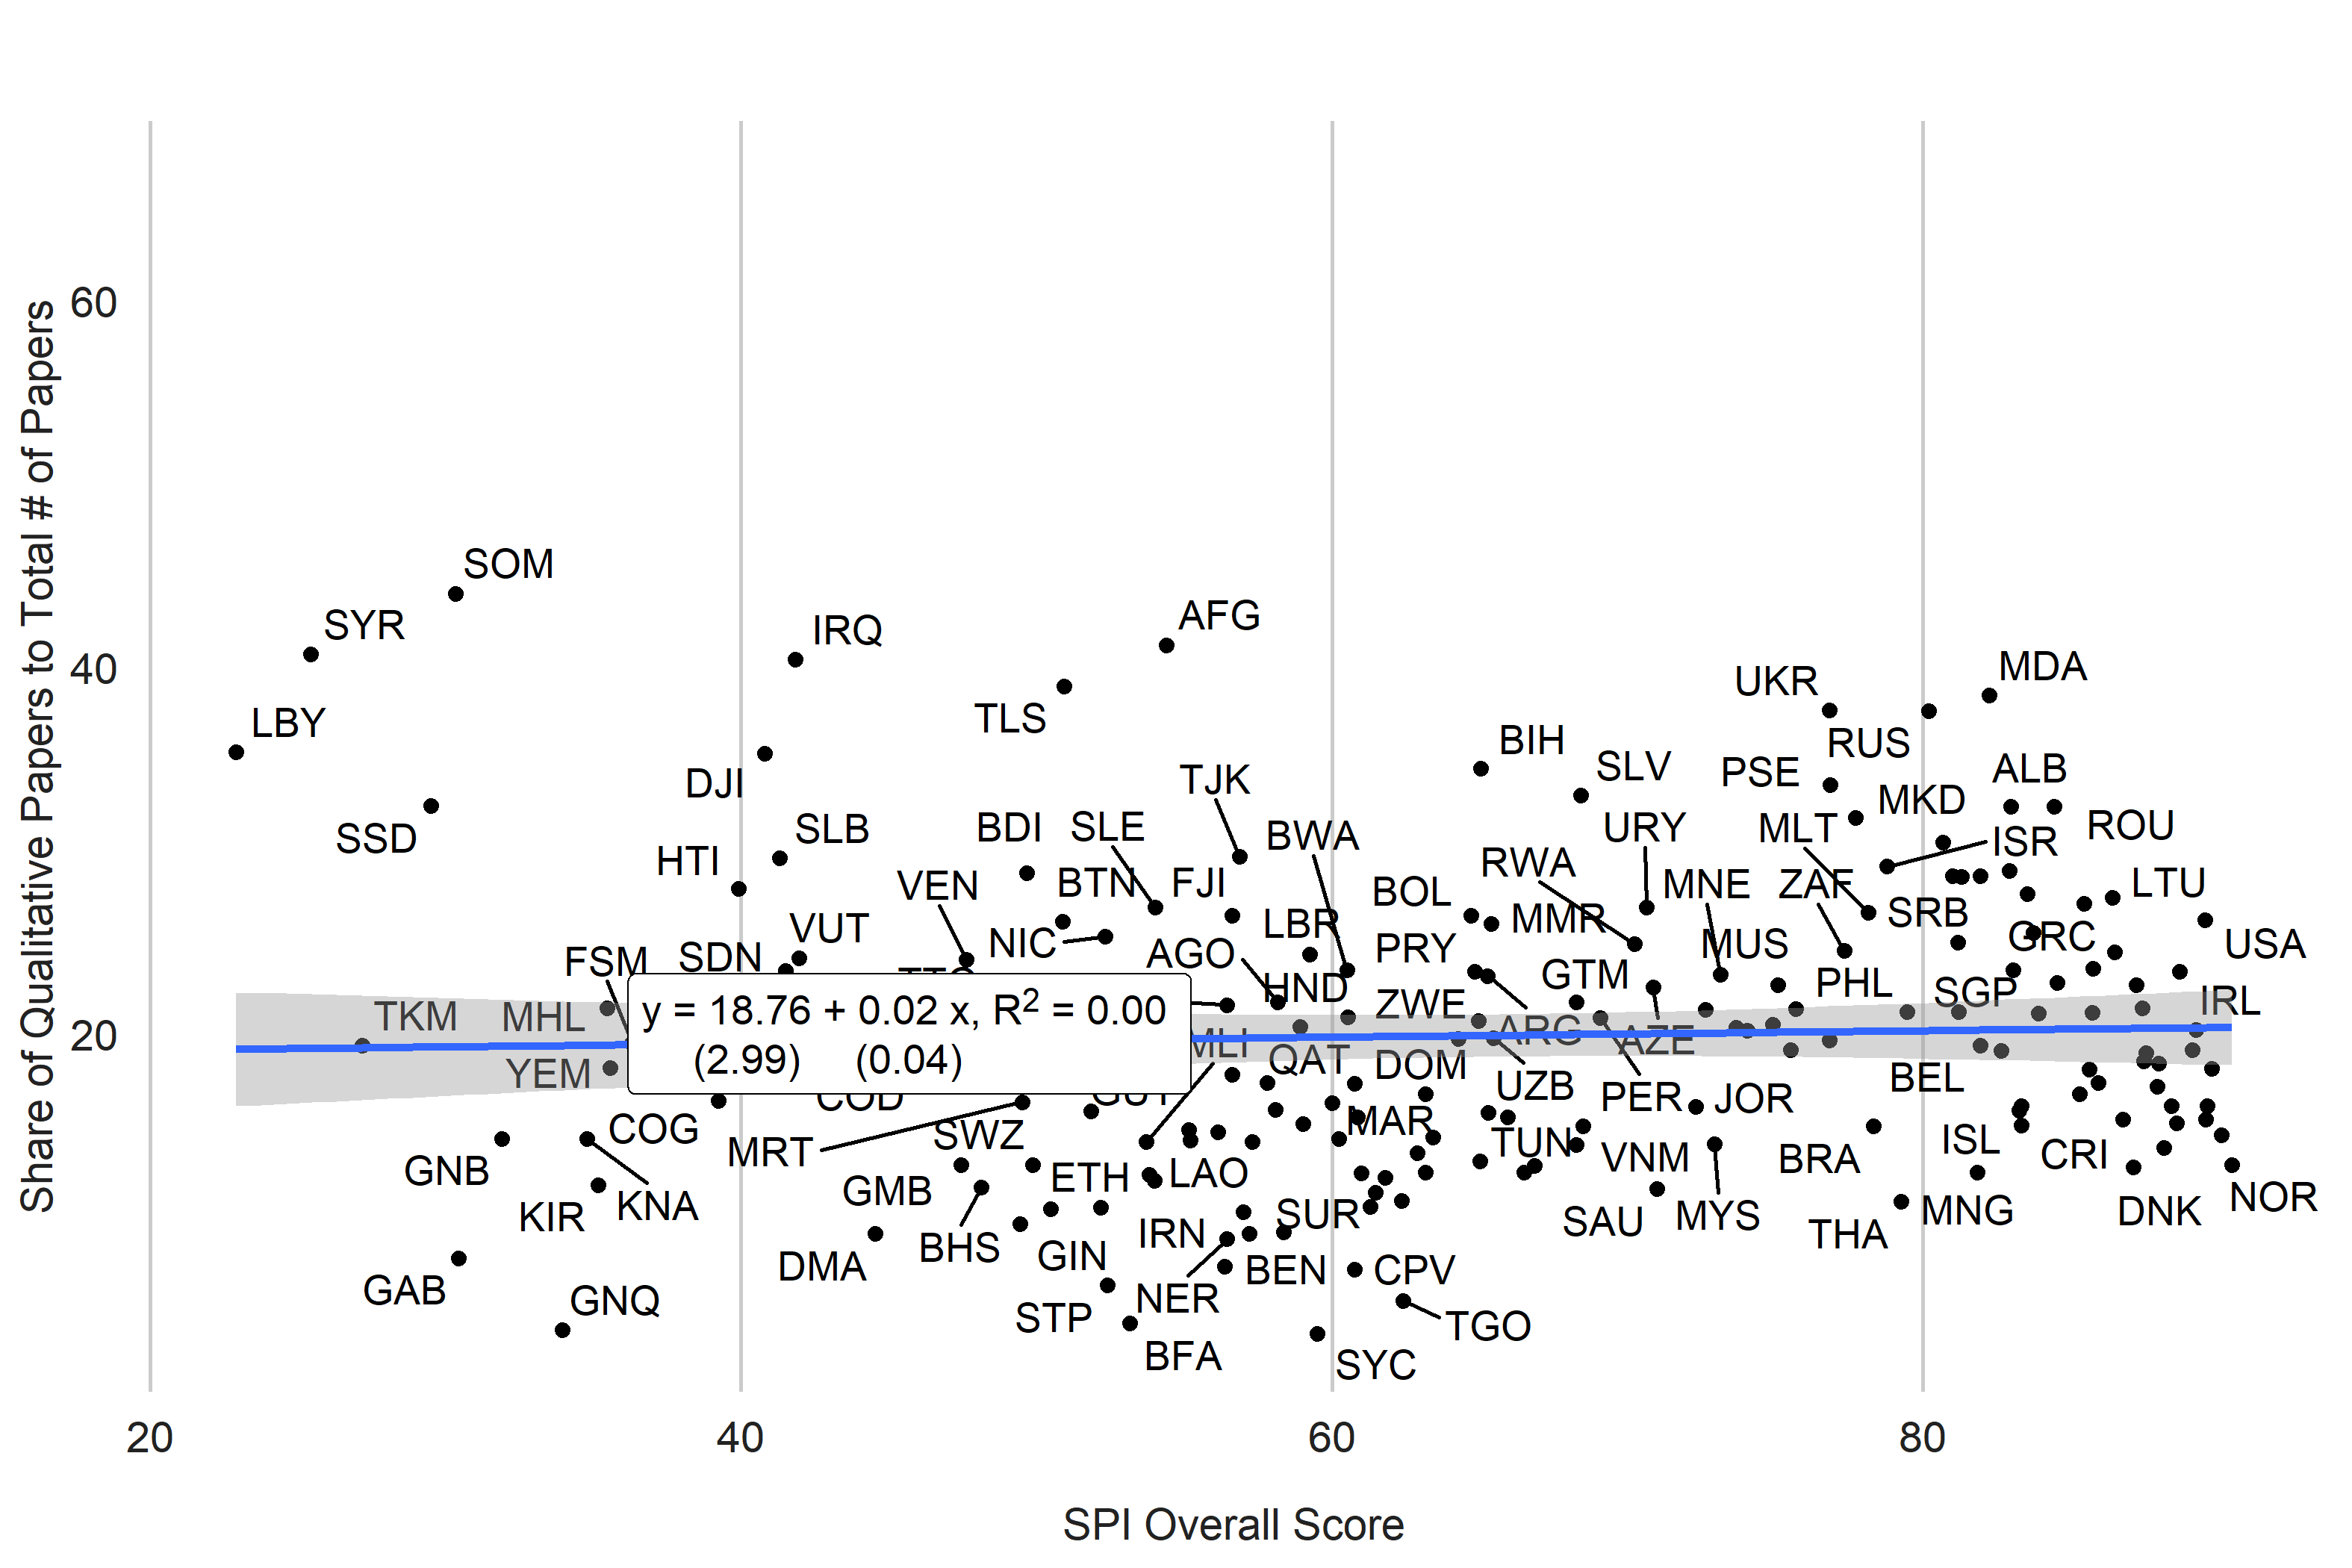 Share of Qualitative Papers to Total # of Papers
60
40
20
SOM
SYR
IRQ
AFG
LBY
TLS
UKR
MDA
BIH
RUS
DJI
SLV
PSE
ALB
TJK
MKD
SSD
SLB
BDI
SLE
BWA
URY
MLT
ROU
ISR
HTI
VEN
BTN
FJI
BOL
RWA
MNE
ZAF
LTU
VUT
LBR
MMR
SRB
FSM
SDN
NIC
AGO
PRY
MUS
GRC
USA
HND
GTM
PHL
SGP
TKM
MHL
ZWE
IRL
y = 18.76 + 0.02 x, R2 = 0.00
(2.99) (0.04)
MLI
ARG
AZE
YEM
QAT
DOM
UZB
PER
JOR
BEL
COD
COG
MRT
SWZ
MAR
TUN
VNM
BRA
ISL
CRI
GNB
KNA
KIR
GMB
ETH
LAO
SUR
SAU
MYS
THA
MNG
DNK
NOR
BHS
GIN
IRN
DMA
BEN
CPV
GAB
GNQ
NER
STP
TGO
BFA
SYC
20
40
60
80
SPI Overall Score